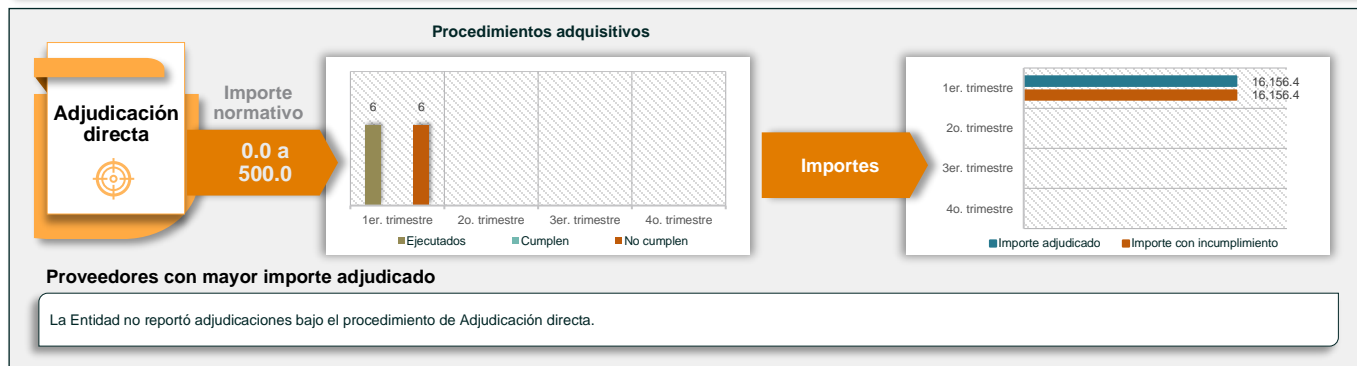 Adjudicación
directa
Importe
normativo
0.0 a
500.0
Procedimientos adquisitivos
6 6
1er. trimestre 2o. trimestre 3er. trimestre 4o. trimestre
Ejecutados Cumplen No cumplen
Importes
1er. trimestre
16,156.4
16,156.4
2o. trimestre
3er. trimestre
4o. trimestre
Importe adjudicado Importe con incumplimiento
Proveedores con mayor importe adjudicado
La Entidad no reportó adjudicaciones bajo el procedimiento de Adjudicación directa.